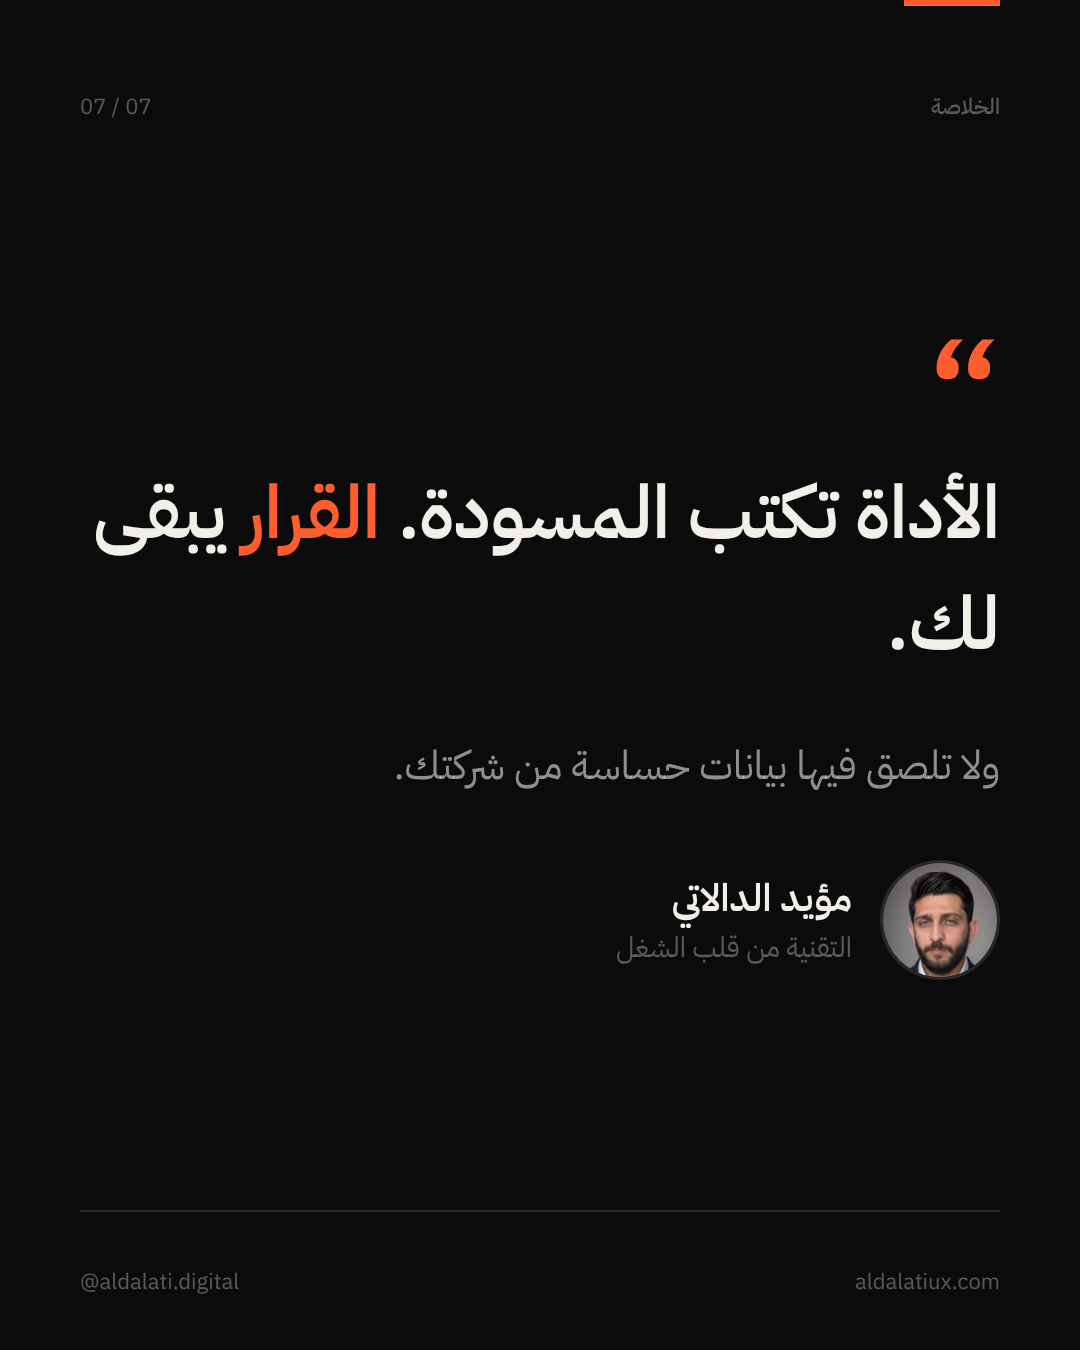 الخلاصة
07 / 07
“
الأداة تكتب المسودة. القرار يبقى
لك.
ولا تلصق فيها بيانات حساسة من شركتك.
مؤيد الدالاتي
التقنية من قلب الشغل
aldalatiux.com
@aldalati.digital